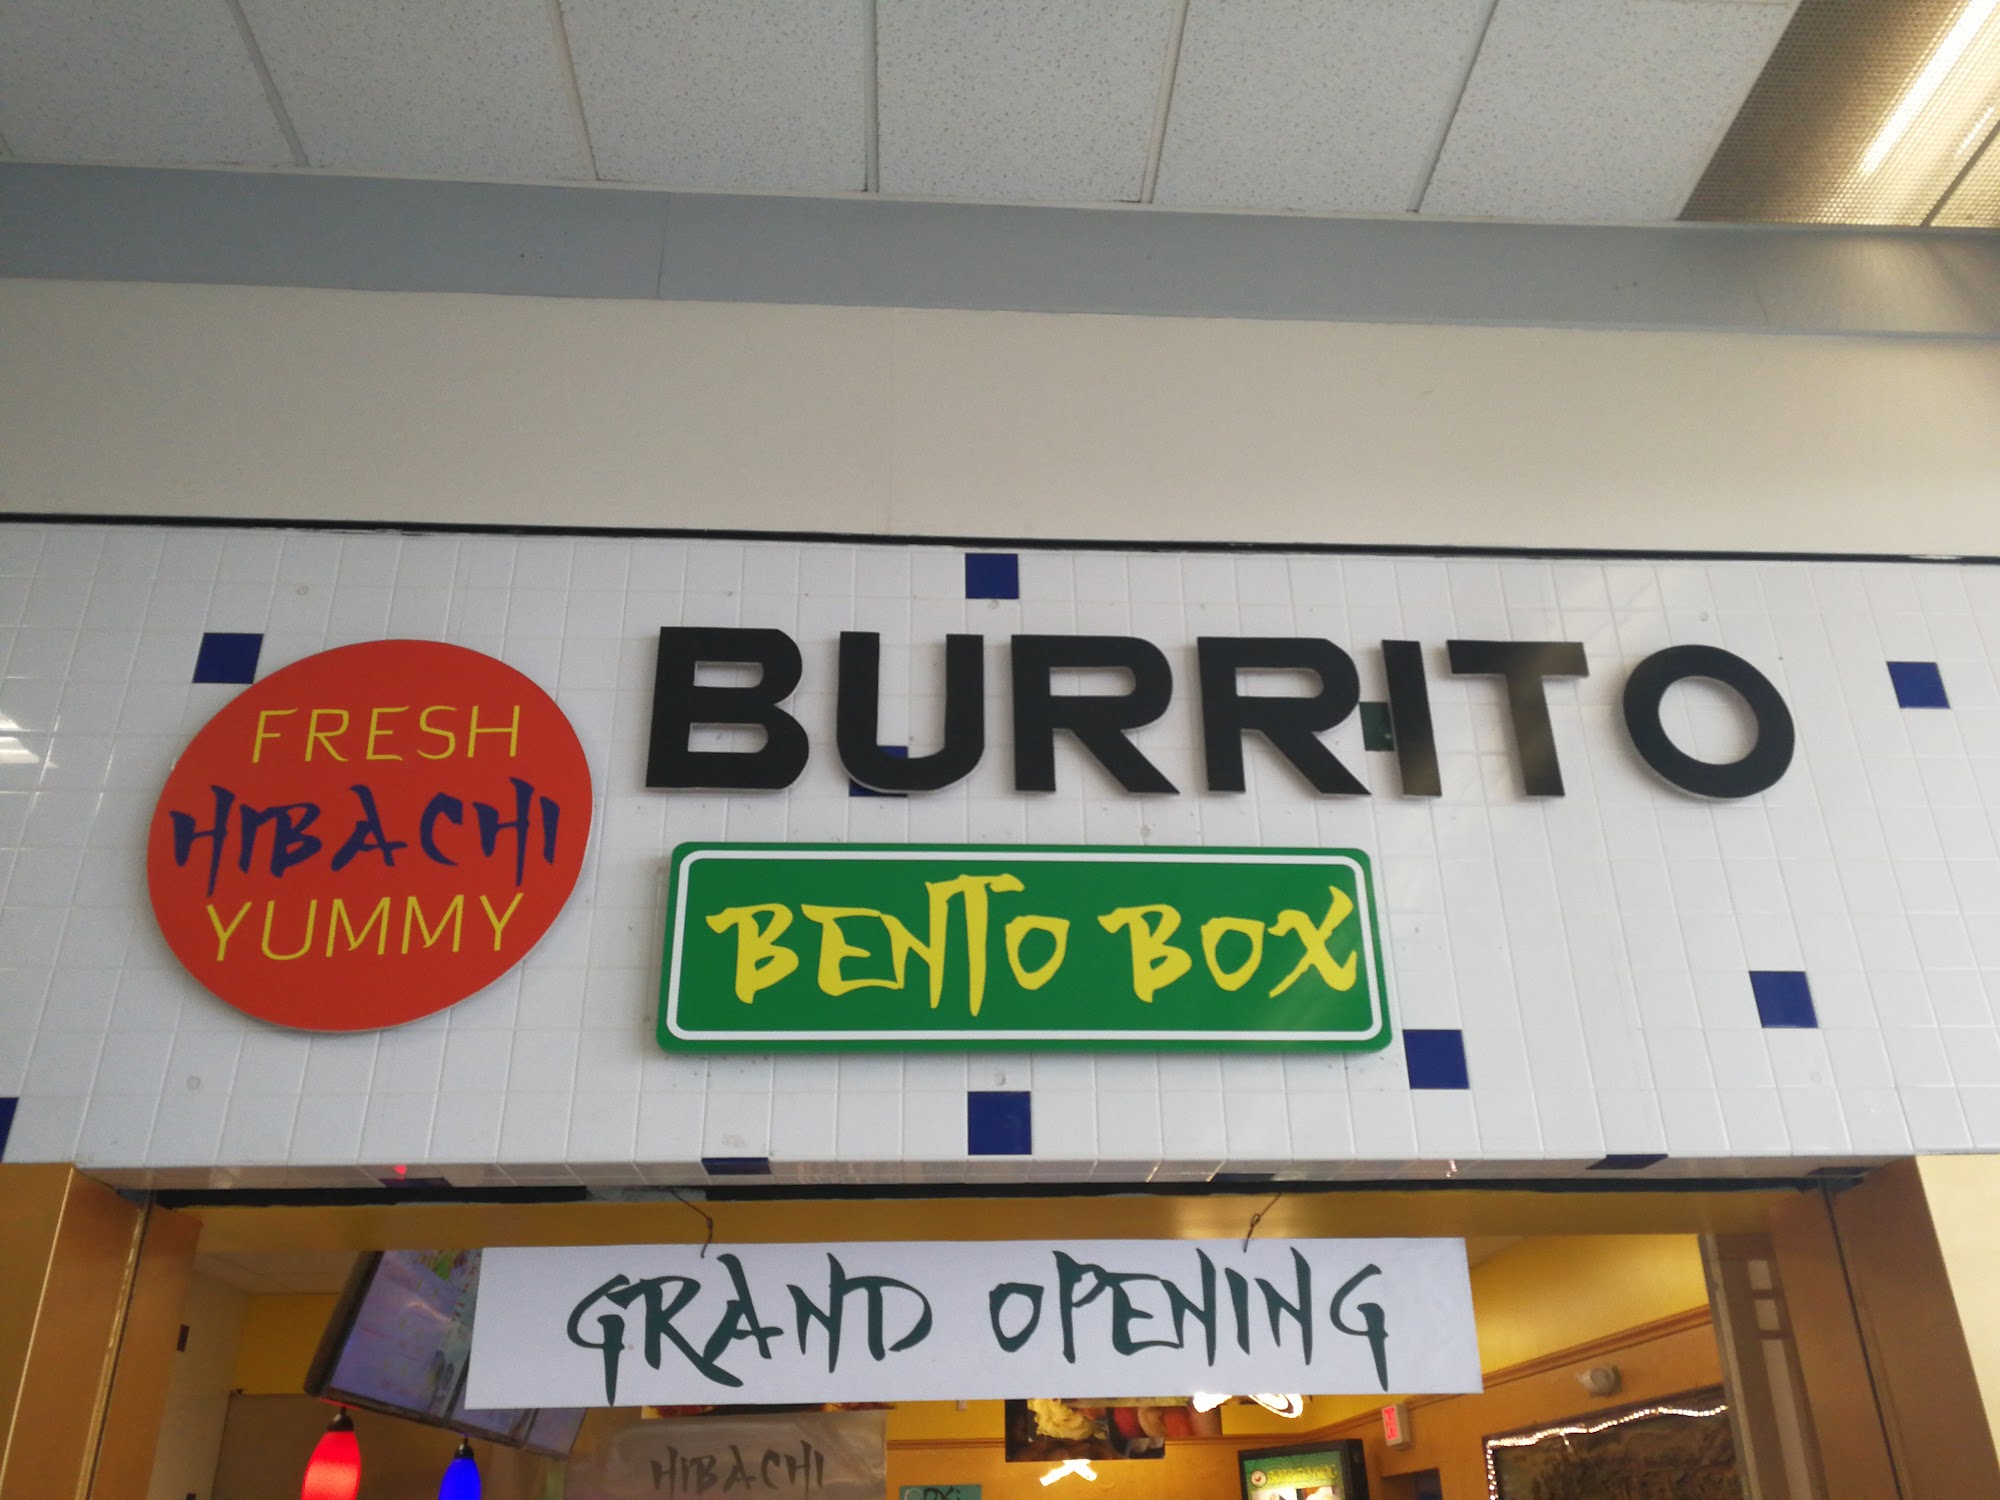 FRESH
HIBACHI
YUMMY
BURRITO
BENTO BOX
GRAND OPENING
HIBACHI